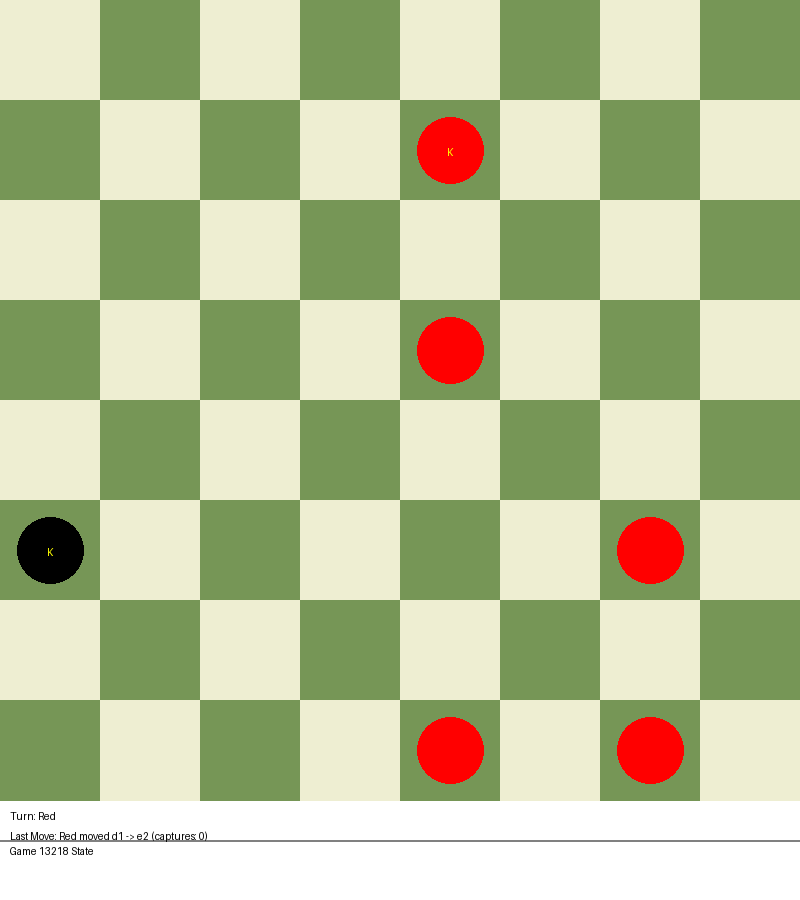 K
K
Turn: Red
Last Move: Red moved d1 -> e2 (captures: 0)
Game 13218 State